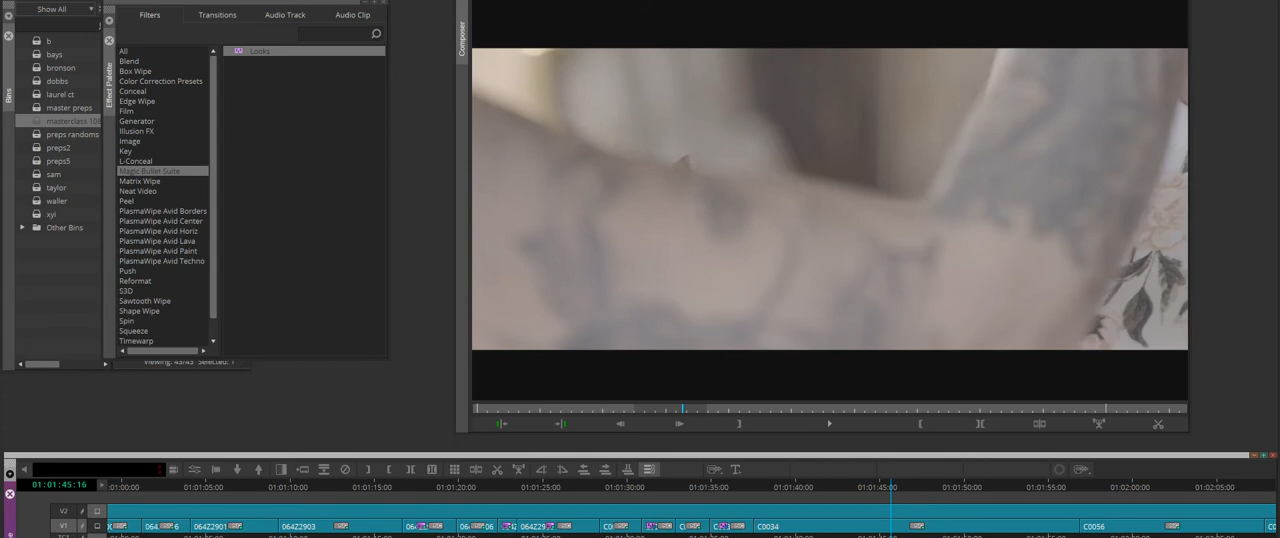 Show All
b
bays
bronson
dobbs
laurel ct
master preps
masterclass 108
preps randoms
preps2
preps5
sam
taylor
waller
xyi
Other Bins
Bins
Effect Palette
Filters
Transitions
Audio Track
Audio Clip
All
Blend
Box Wipe
Color Correction Presets
Conceal
Edge Wipe
Film
Generator
Illusion FX
Image
Key
L-Conceal
Magic Bullet Suite
Matrix Wipe
Neat Video
Peel
PlasmaWipe Avid Borders
PlasmaWipe Avid Center
PlasmaWipe Avid Horiz
PlasmaWipe Avid Lava
PlasmaWipe Avid Paint
PlasmaWipe Avid Techno
Push
Reformat
S3D
Sawtooth Wipe
Shape Wipe
Spin
Squeeze
Timewarp
Looks
Viewing: 43/43 Selected: 1
Composer
01:01:45:16
01:00:00 01:01:05:00 01:01:10:00 01:01:15:00 01:01:20:00 01:01:25:00 01:01:30:00 01:01:35:00 01:01:40:00 01:01:45:00 01:01:50:00 01:01:55:00 01:02:00:00 01:02:05:00
V2
V1 064Z2901 064Z2903 C0034 C0056